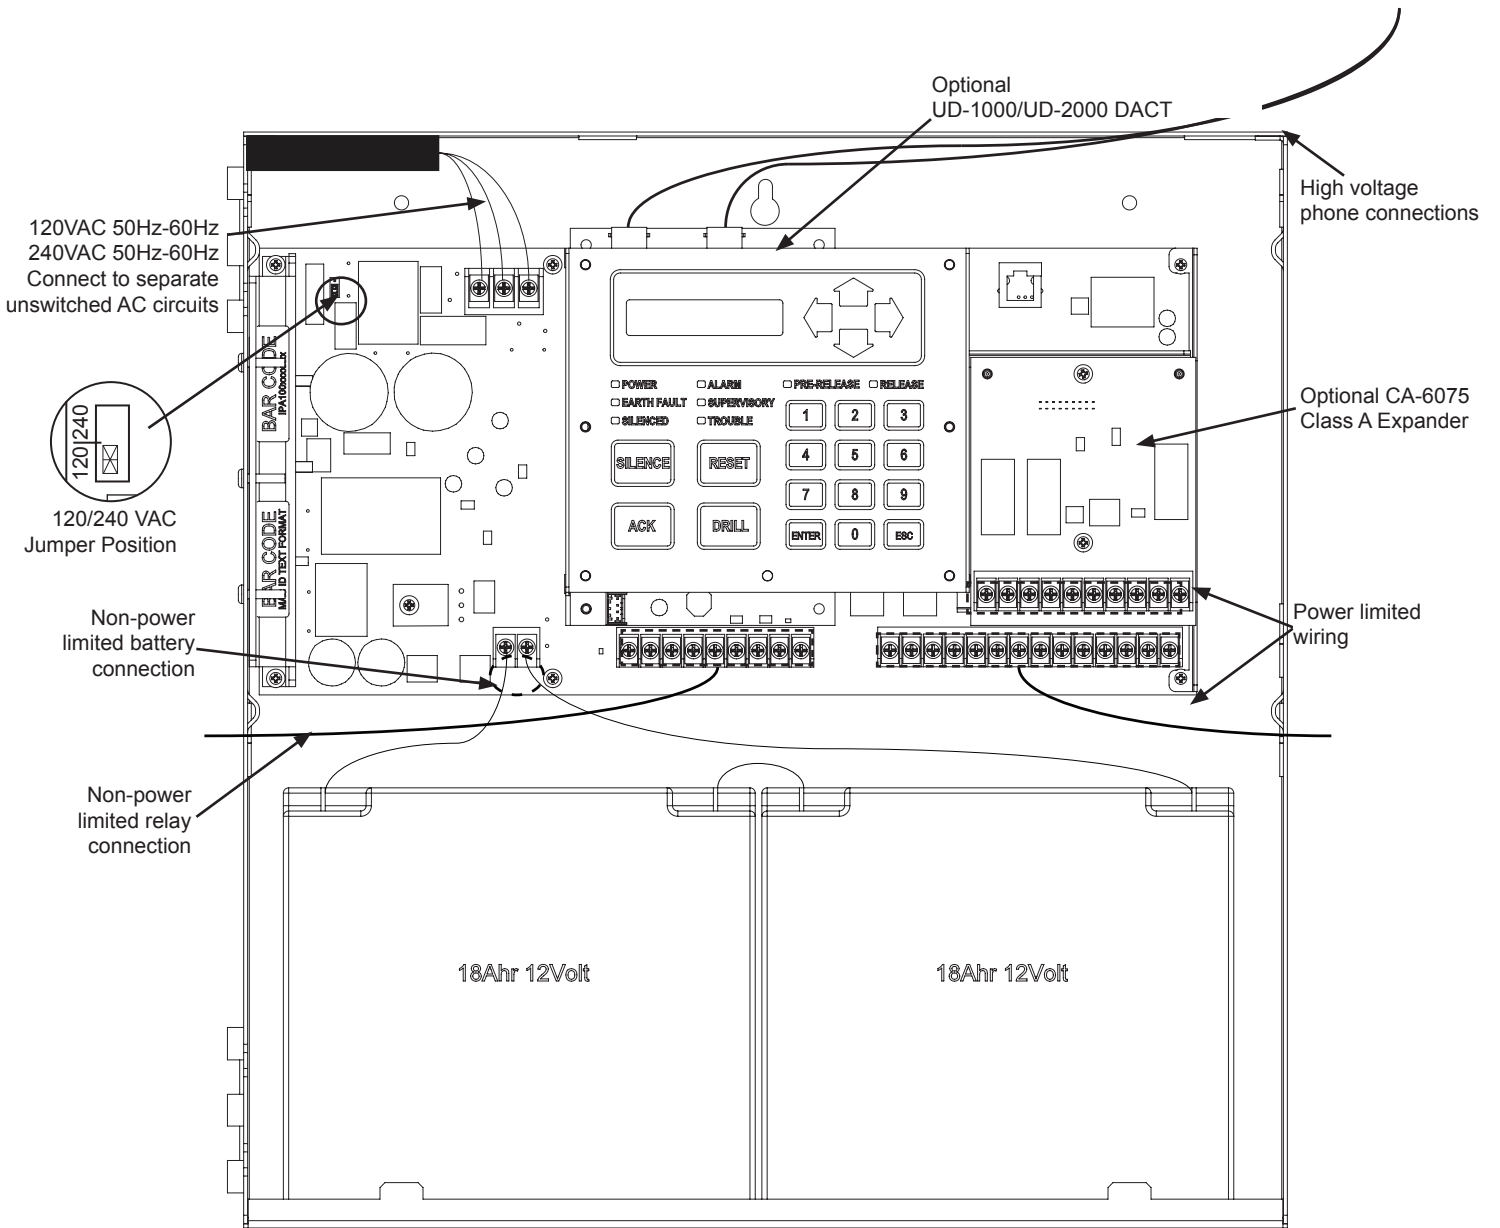 Optional
UD-1000/UD-2000 DACT
High voltage
phone connections
120VAC 50Hz-60Hz
240VAC 50Hz-60Hz
Connect to separate
unswitched AC circuits
BAR CODE
POWER
ALARM
PRE-RELEASE
RELEASE
EARTH FAULT
SUPERVISORY
SILENCED
TROUBLE
1
2
3
4
5
6
7
8
9
ENTER
0
ESC
SILENCE
RESET
ACK
DRILL
Optional CA-6075
Class A Expander
120|240
120/240 VAC
Jumper Position
BAR CODE
ID TEXT FORMAT
Non-power
limited battery
connection
Power limited
wiring
Non-power
limited relay
connection
18Ahr 12Volt
18Ahr 12Volt